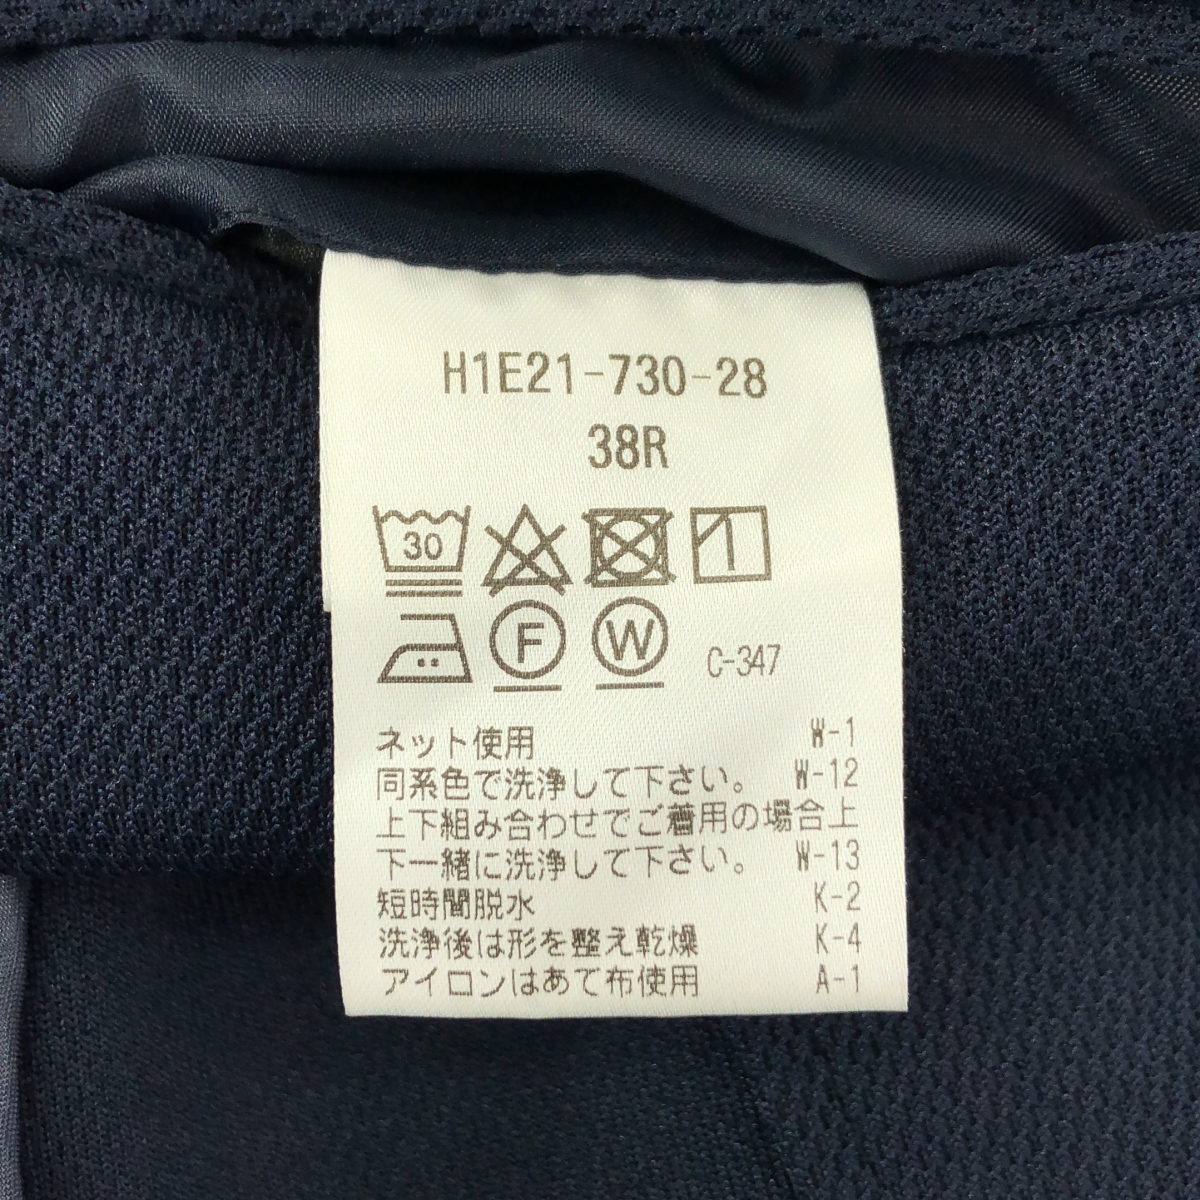 H1E21-730-28
38R
30
F W C-347
ネット使用 W-1
同系色で洗浄して下さい。 W-12
上下組み合わせでご着用の場合上
下一緒に洗浄して下さい。 W-13
短時間脱水 K-2
洗浄後は形を整え乾燥 K-4
アイロンはあて布使用 A-1